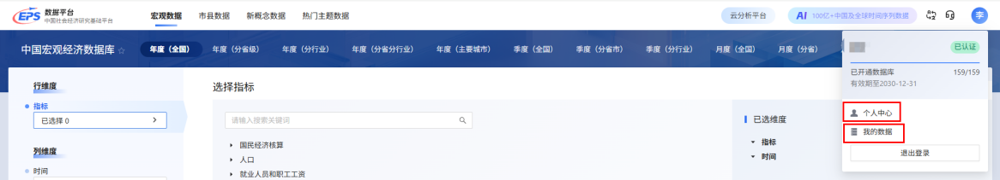 EPS 数据平台
中国社会经济研究基础平台
宏观数据 市县数据 新概念数据 热门主题数据
云分析平台 AI 100亿+中国及全球时间序列数据 李
中国宏观经济数据库
年度（全国） 年度（分省级） 年度（分行业） 年度（分省分行业） 年度（主要城市） 季度（全国） 季度（分省市） 季度（分行业） 月度（全国） 月度（分省）
已认证
已开通数据库 159/159
有效期至2030-12-31
个人中心
我的数据
退出登录
行维度
指标
已选择 0
列维度
时间
选择指标
请输入搜索关键词
国民经济核算
人口
就业人员和职工工资
已选维度
指标
时间